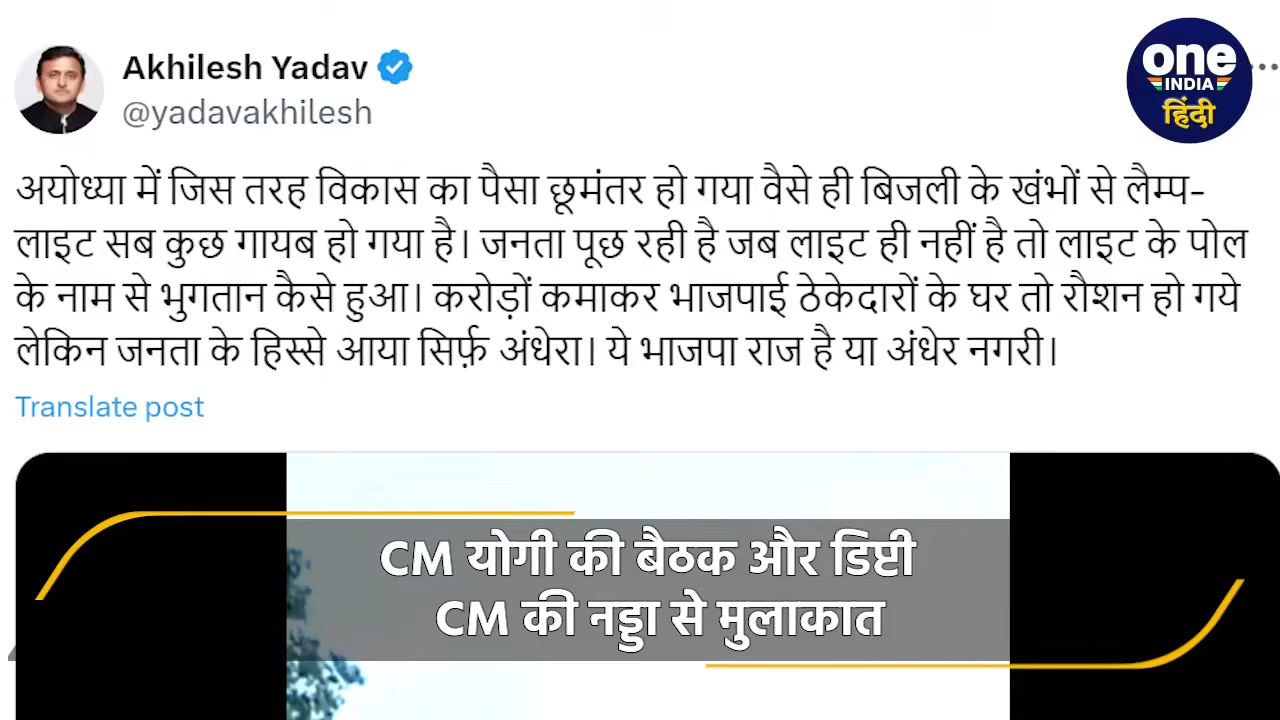 Akhilesh Yadav
@yadavakhilesh
one
INDIA
हिंदी
अयोध्या में जिस तरह विकास का पैसा छूमंतर हो गया वैसे ही बिजली के खंभों से लैम्प-
लाइट सब कुछ गायब हो गया है। जनता पूछ रही है जब लाइट ही नहीं है तो लाइट के पोल
के नाम से भुगतान कैसे हुआ। करोड़ों कमाकर भाजपाई ठेकेदारों के घर तो रौशन हो गये
लेकिन जनता के हिस्से आया सिर्फ़ अंधेरा। ये भाजपा राज है या अंधेर नगरी।
Translate post
CM योगी की बैठक और डिप्टी
CM की नड्डा से मुलाकात